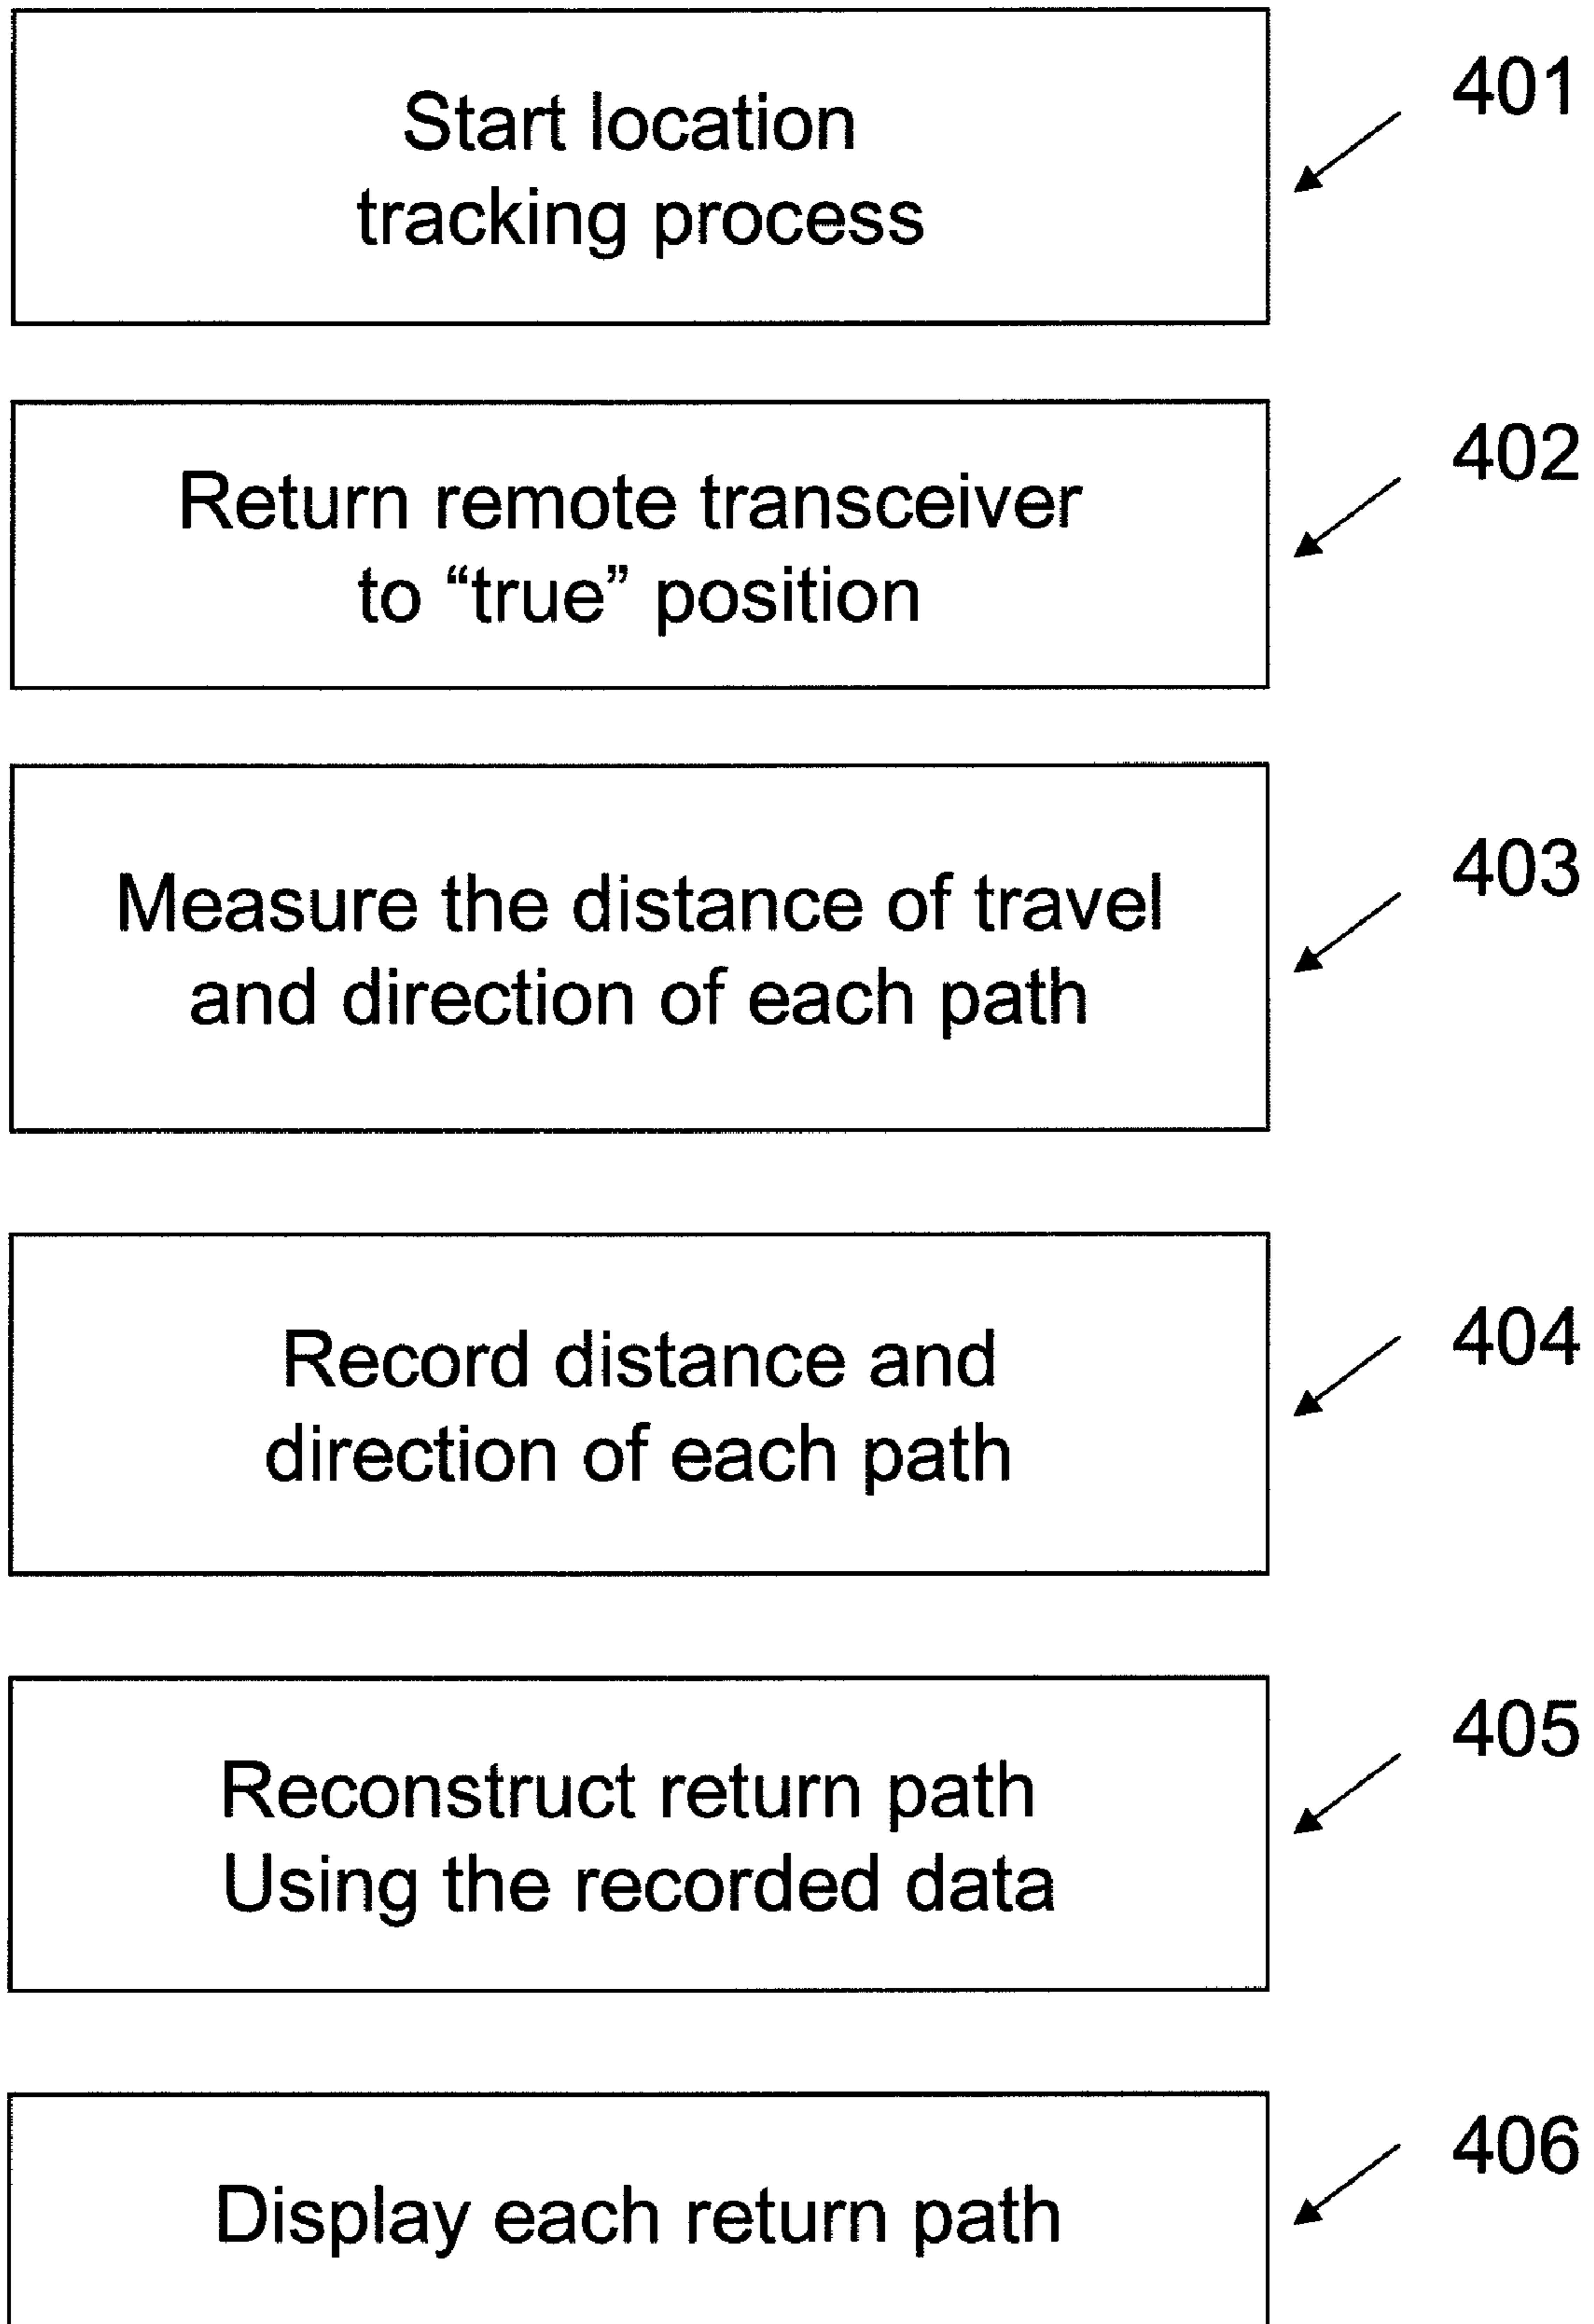 Start location
tracking process
401
Return remote transceiver
to “true” position
402
Measure the distance of travel
and direction of each path
403
Record distance and
direction of each path
404
Reconstruct return path
Using the recorded data
405
Display each return path
406